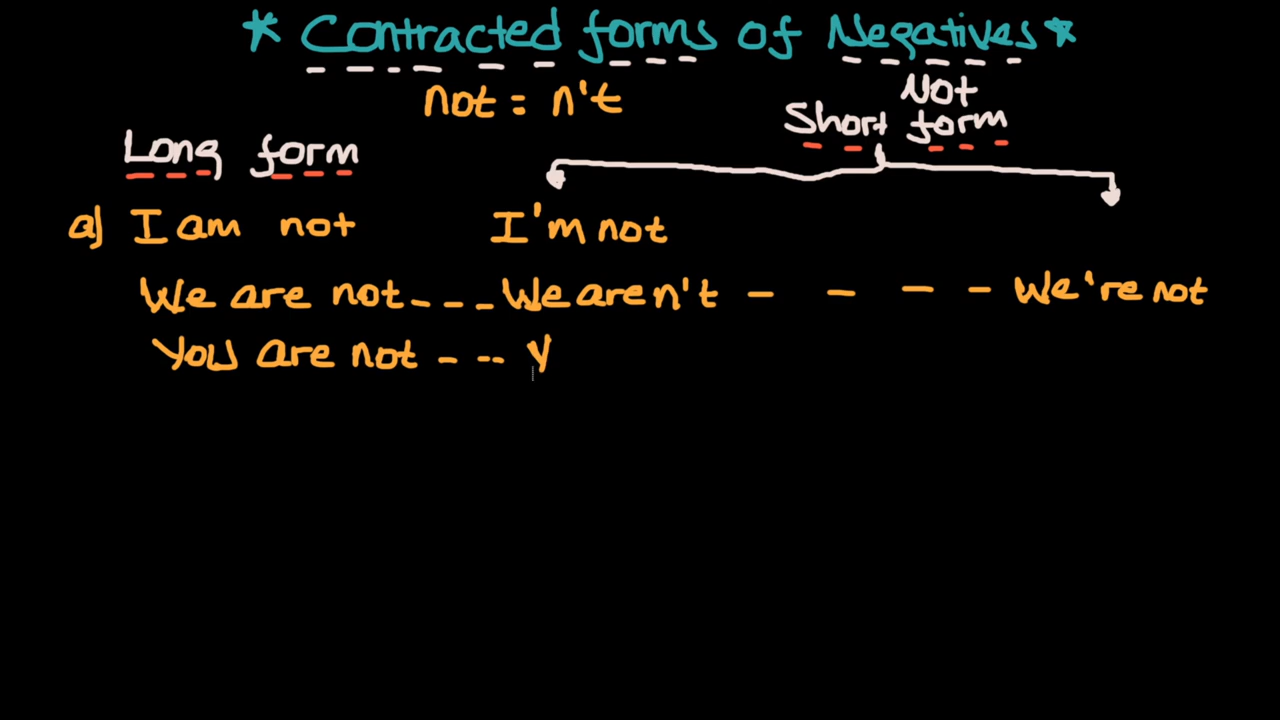 * Contracted forms of Negatives *
not = n't
Not
Short form
Long form
a) I am not I'm not
We are not - - - We aren't - - - - We're not
You are not - -- y